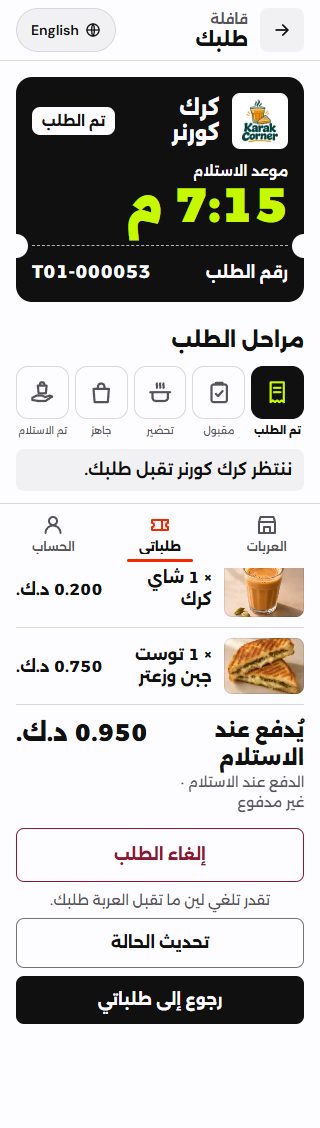 قافلة
طلبك
English
Karak
Corner
كرك
كورنر
تم الطلب
موعد الاستلام
7:15 م
رقم الطلب
T01-000053
مراحل الطلب
تم الطلب
مقبول
تحضير
جاهز
تم الاستلام
ننتظر كرك كورنر تقبل طلبك.
العربات
طلباتي
الحساب
1 × شاي
كرك
0.200 د.ك.
1 × توست
جبن وزعتر
0.750 د.ك.
يُدفع عند
الاستلام
0.950 د.ك.
الدفع عند الاستلام ·
غير مدفوع
إلغاء الطلب
تقدر تلغي لين ما تقبل العربة طلبك.
تحديث الحالة
رجوع إلى طلباتي